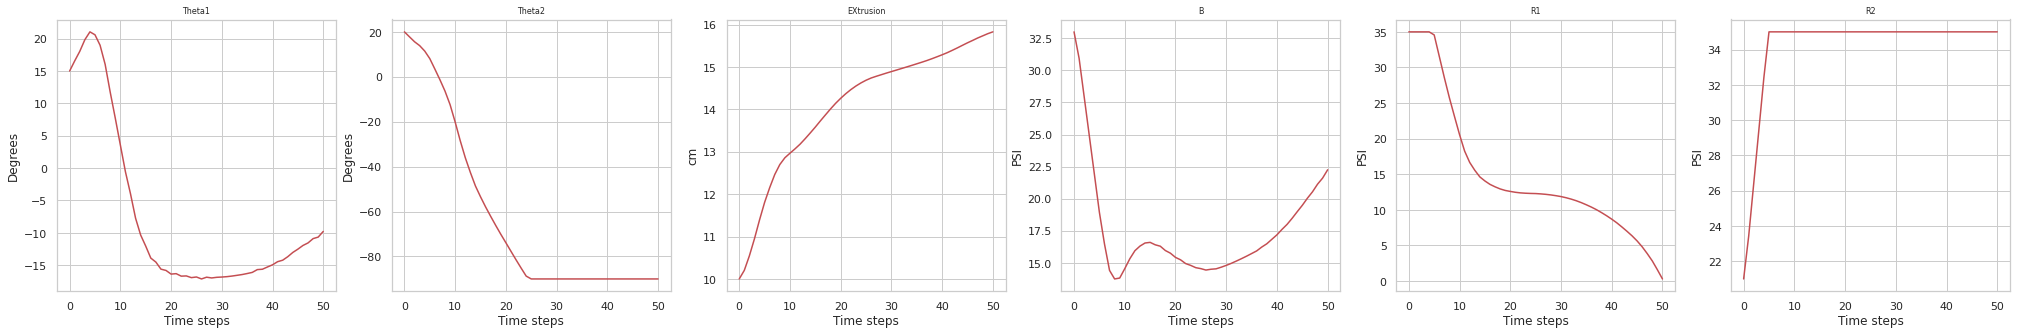 Theta1
Degrees
20
15
10
5
0
−5
−10
−15
0 10 20 30 40 50
Time steps
Theta2
Degrees
20
0
−20
−40
−60
−80
0 10 20 30 40 50
Time steps
EXtrusion
cm
16
15
14
13
12
11
10
0 10 20 30 40 50
Time steps
B
PSI
32.5
30.0
27.5
25.0
22.5
20.0
17.5
15.0
0 10 20 30 40 50
Time steps
R1
PSI
35
30
25
20
15
10
5
0
0 10 20 30 40 50
Time steps
R2
PSI
34
32
30
28
26
24
22
0 10 20 30 40 50
Time steps